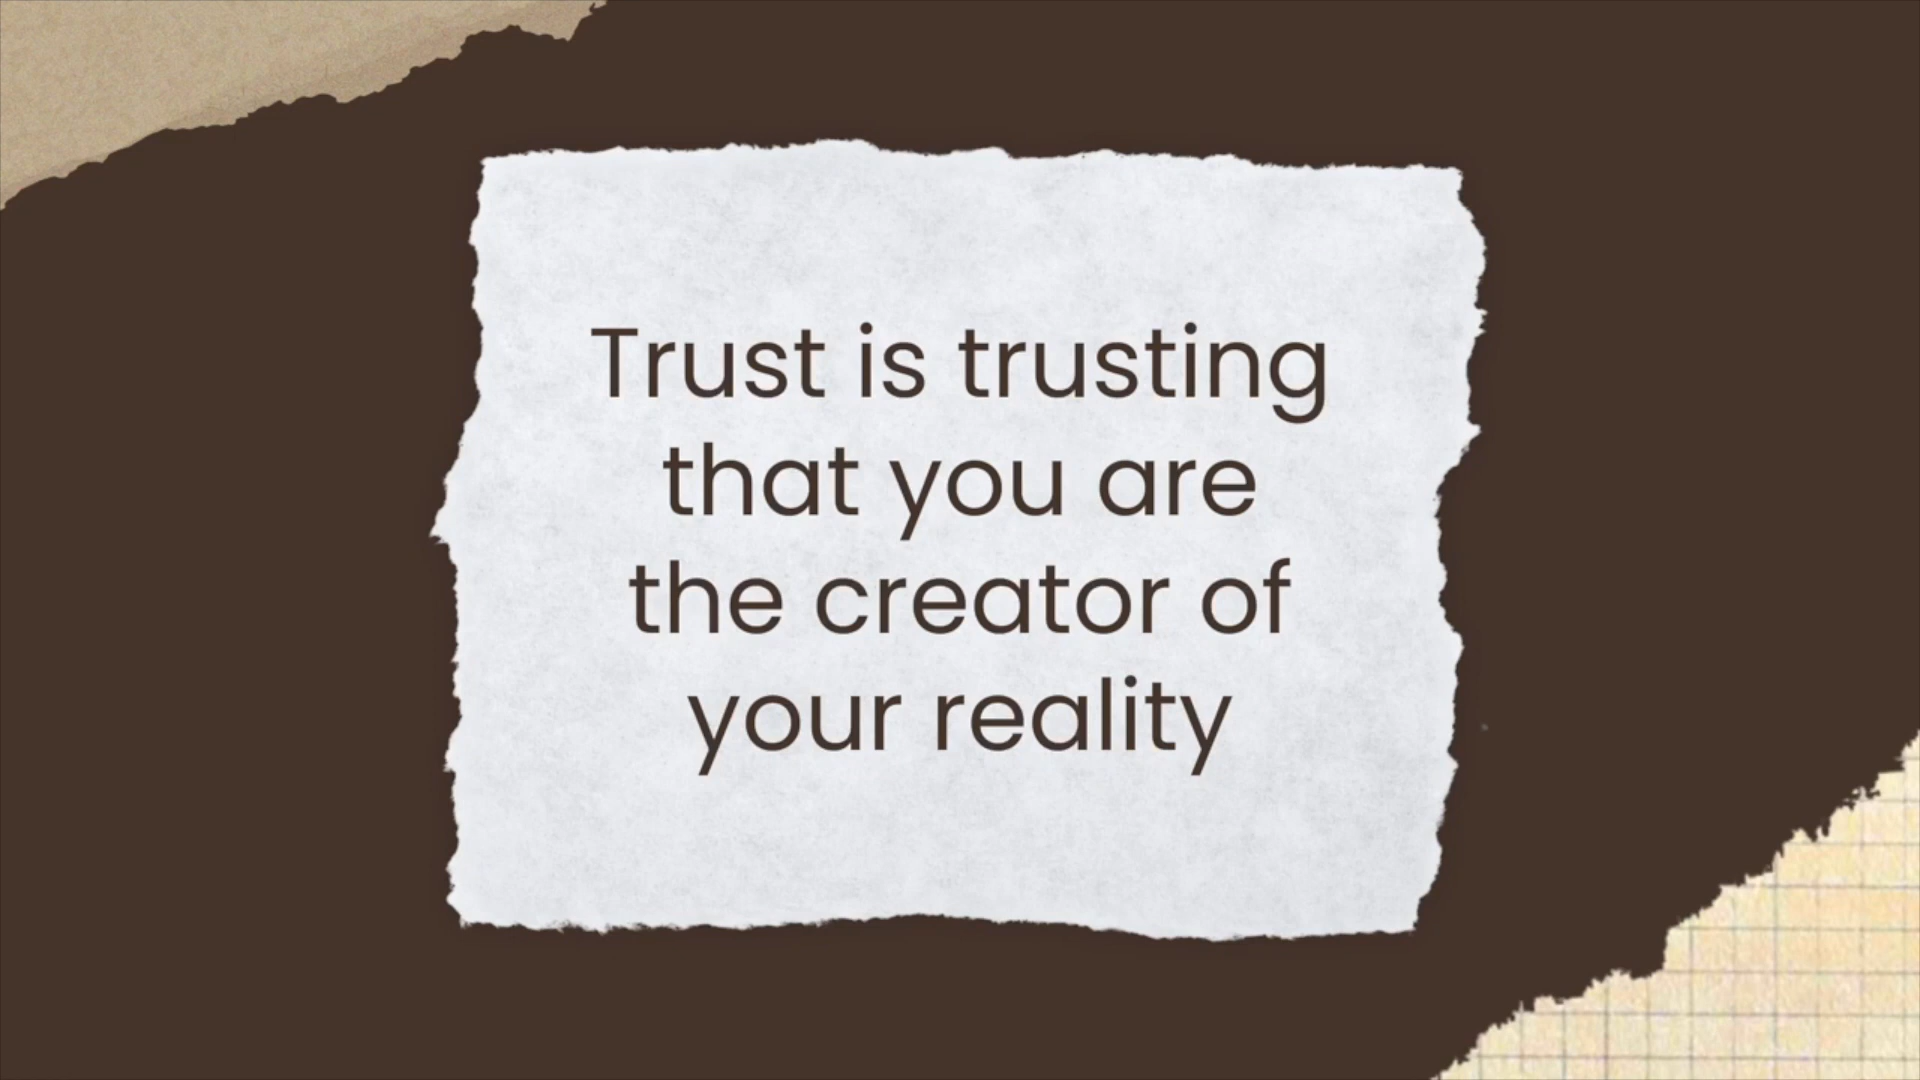 Trust is trusting
that you are
the creator of
your reality